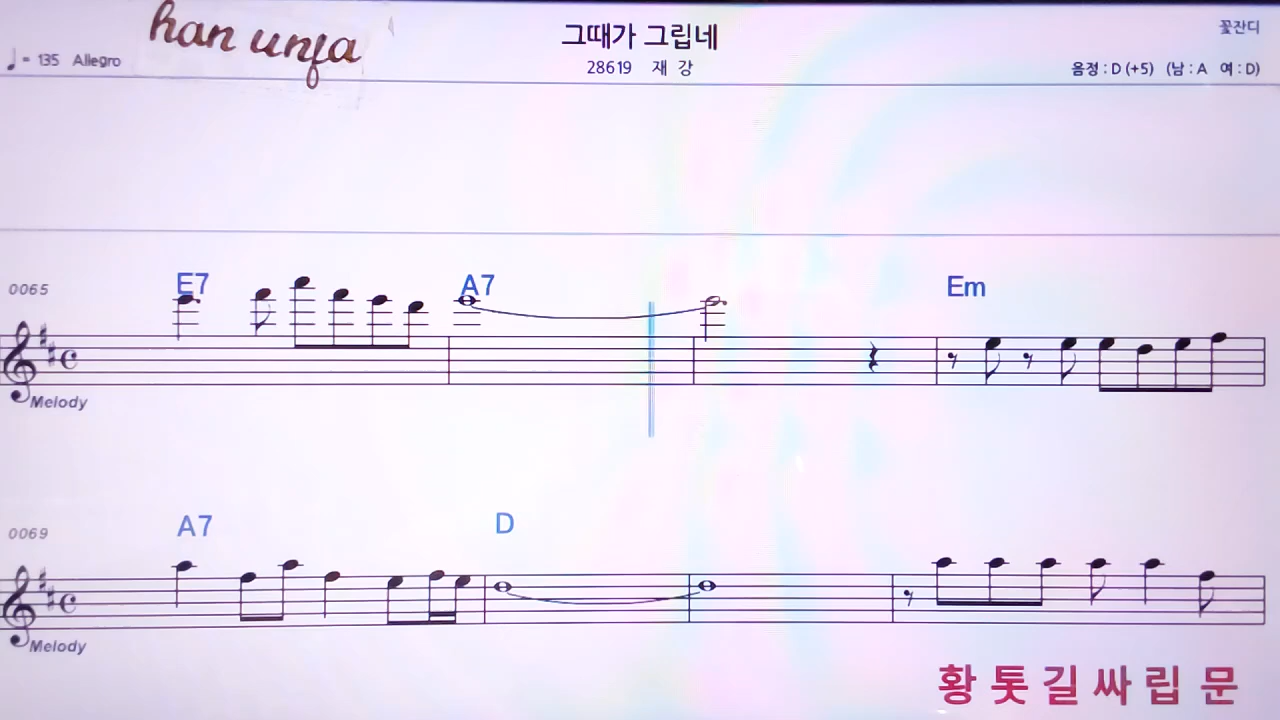 han unfa
그때가 그립네
꽃잔디
♩= 135 Allegro
28619 재 강
음정 : D (+5) (남 : A 여 : D)
0065
E7 A7 Em
Melody
0069
A7 D
Melody
황 톳 길 싸 립 문